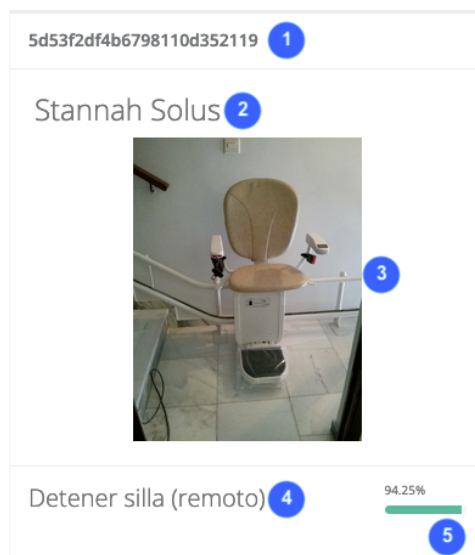 5d53f2df4b6798110d352119 1
Stannah Solus 2
3
Detener silla (remoto) 4
94.25%
5